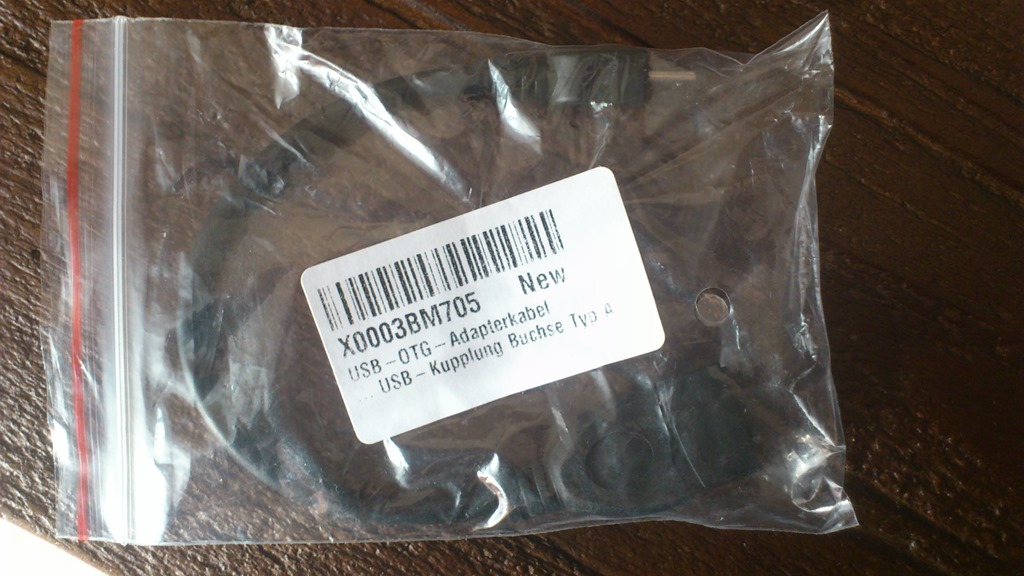 X0003BM705 New
USB-OTG-Adapterkabel
... USB-Kupplung Buchse Typ A